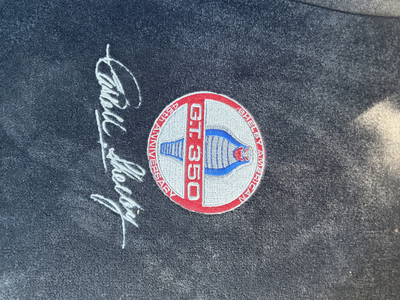 SHELBY AMERICAN
G.T. 350
45th ANNIVERSARY
Carroll Shelby